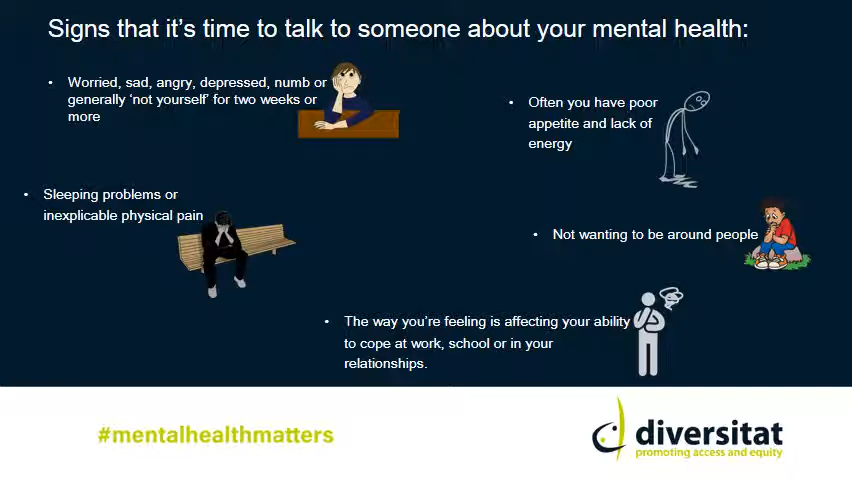 Signs that it’s time to talk to someone about your mental health:
• Worried, sad, angry, depressed, numb or
generally ‘not yourself’ for two weeks or
more
• Often you have poor
appetite and lack of
energy
• Sleeping problems or
inexplicable physical pain
• Not wanting to be around people
• The way you’re feeling is affecting your ability
to cope at work, school or in your
relationships.
#mentalhealthmatters
diversitat
promoting access and equity